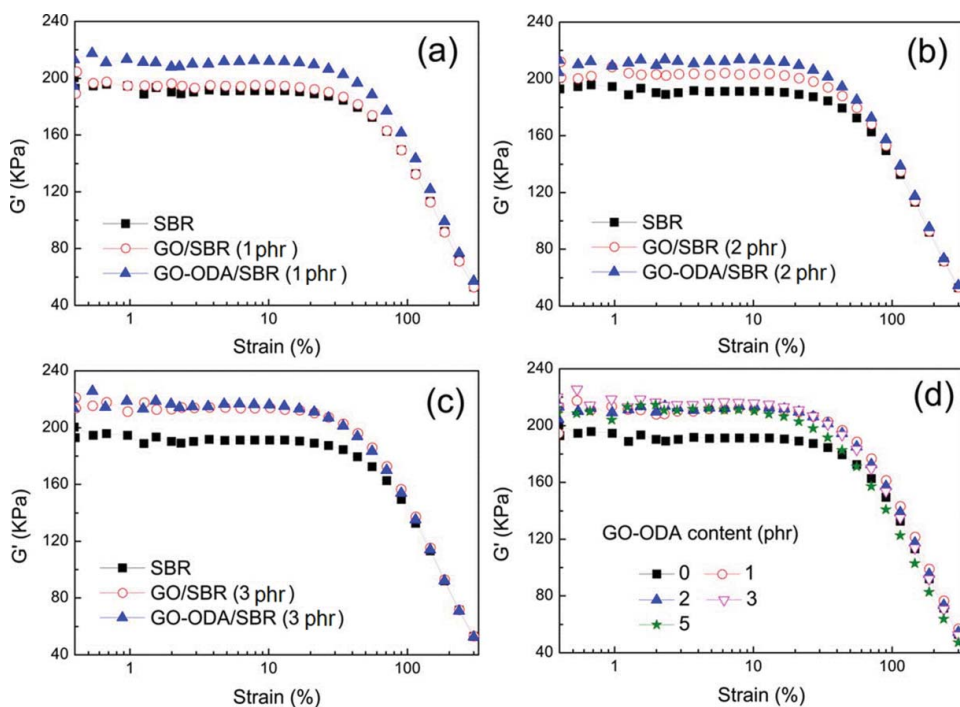 240
200
160
120
80
40
G' (KPa)
(a)
SBR
GO/SBR (1 phr)
GO-ODA/SBR (1 phr)
1
10
100
Strain (%)
240
200
160
120
80
40
G' (KPa)
(b)
SBR
GO/SBR (2 phr)
GO-ODA/SBR (2 phr)
1
10
100
Strain (%)
240
200
160
120
80
40
G' (KPa)
(c)
SBR
GO/SBR (3 phr)
GO-ODA/SBR (3 phr)
1
10
100
Strain (%)
240
200
160
120
80
40
G' (KPa)
(d)
GO-ODA content (phr)
0 1
2 3
5
1
10
100
Strain (%)